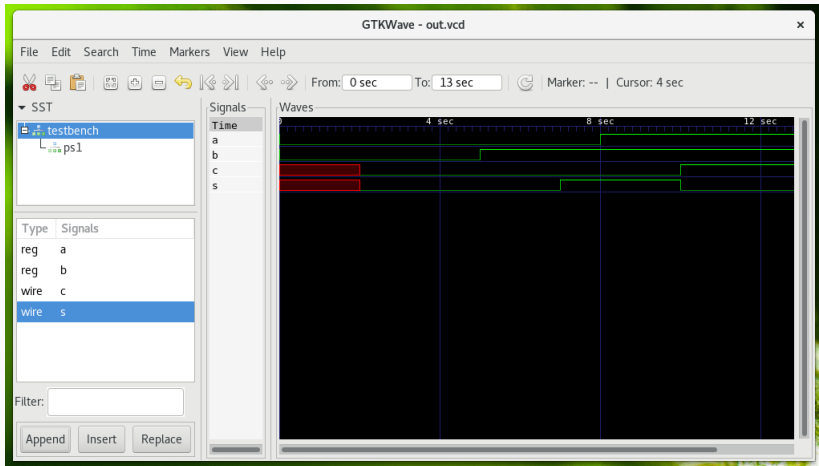 GTKWave - out.vcd ×
File Edit Search Time Markers View Help
From: 0 sec To: 13 sec Marker: -- | Cursor: 4 sec
SST
testbench
ps1
Type Signals
reg a
reg b
wire c
wire s
Filter:
Append Insert Replace
Signals
Time
a
b
c
s
Waves
0 4 sec 8 sec 12 sec